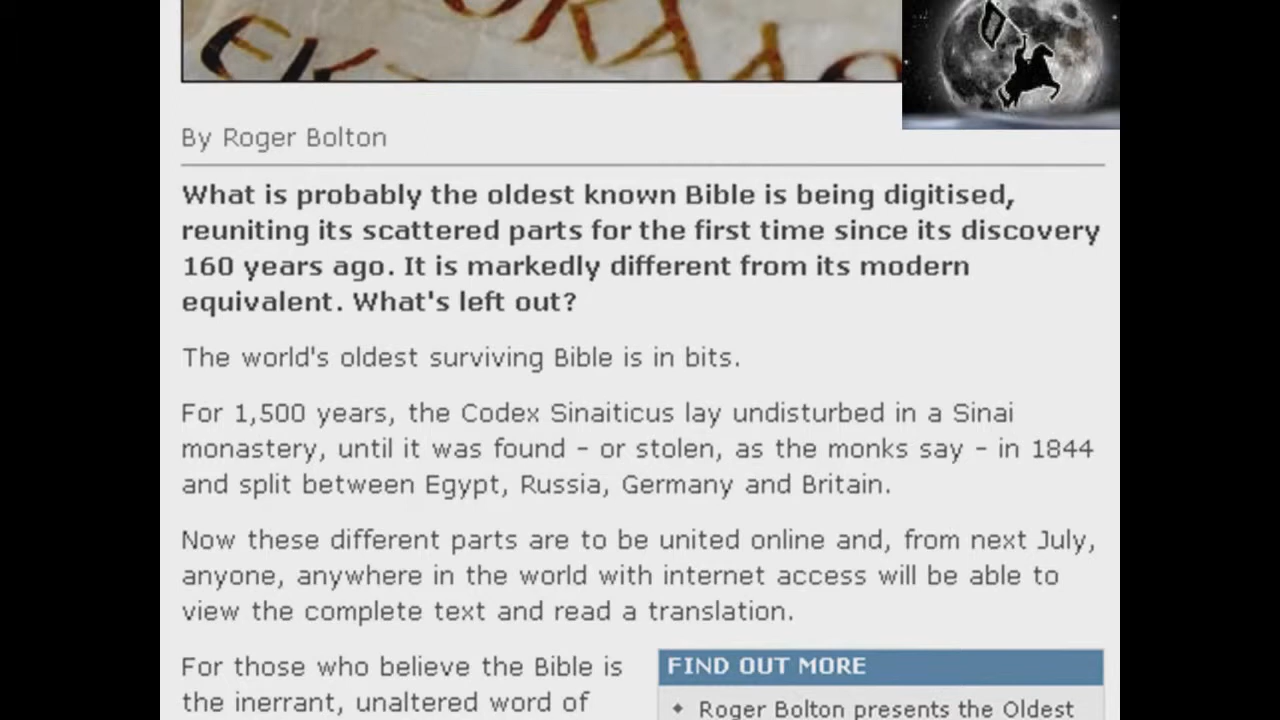 By Roger Bolton
What is probably the oldest known Bible is being digitised,
reuniting its scattered parts for the first time since its discovery
160 years ago. It is markedly different from its modern
equivalent. What's left out?
The world's oldest surviving Bible is in bits.
For 1,500 years, the Codex Sinaiticus lay undisturbed in a Sinai
monastery, until it was found - or stolen, as the monks say - in 1844
and split between Egypt, Russia, Germany and Britain.
Now these different parts are to be united online and, from next July,
anyone, anywhere in the world with internet access will be able to
view the complete text and read a translation.
For those who believe the Bible is
the inerrant, unaltered word of
FIND OUT MORE
Roger Bolton presents the Oldest